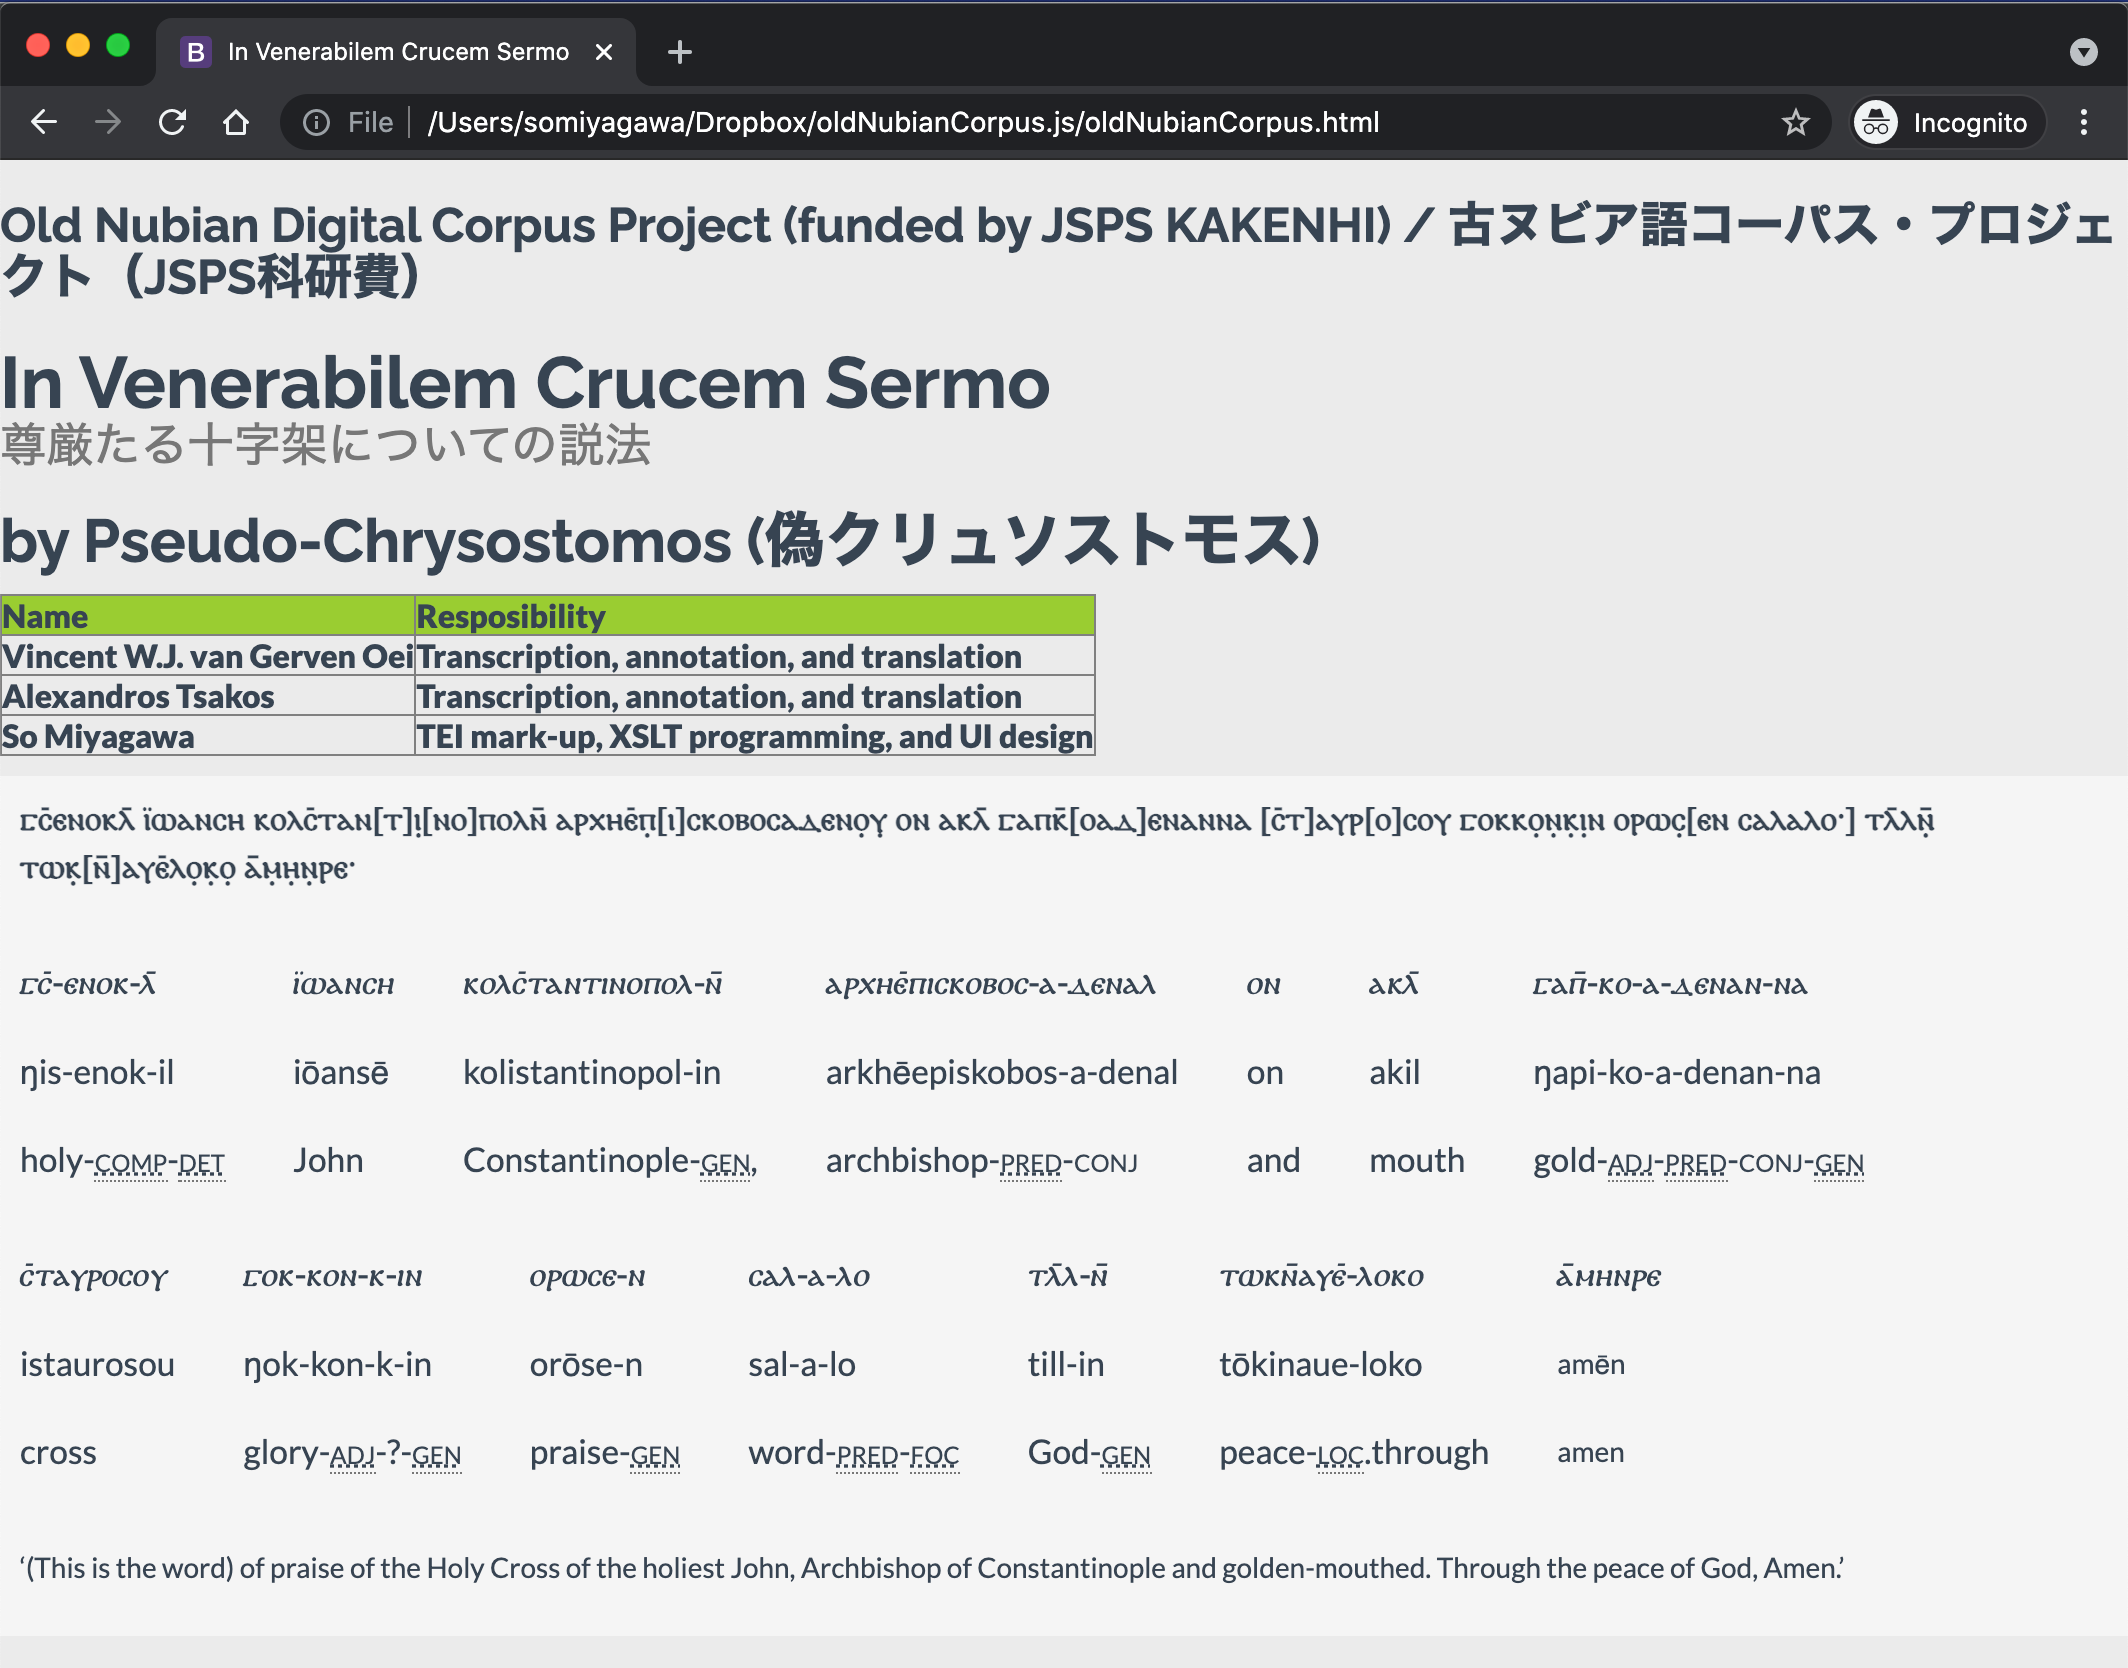 In Venerabilem Crucem Sermo
File
/Users/somiyagawa/Dropbox/oldNubianCorpus.js/oldNubianCorpus.html
Incognito
Old Nubian Digital Corpus Project (funded by JSPS KAKENHI) / 古ヌビア語コーパス・プロジェ
クト（JSPS科研費）
In Venerabilem Crucem Sermo
尊厳たる十字架についての説法
by Pseudo-Chrysostomos (偽クリュソストモス)
Name Resposibility
Vincent W.J. van Gerven Oei Transcription, annotation, and translation
Alexandros Tsakos Transcription, annotation, and translation
So Miyagawa TEI mark-up, XSLT programming, and UI design
ⳟⲥ̄ⲉⲛⲟⲕⲗ̄ ⲓ̈ⲱⲁⲛⲥⲏ ⲕⲟⲗⲥ̄ⲧⲁⲛ[ⲧ]ⲓ̣[ⲛⲟ]ⲡⲟⲗⲛ̄ ⲁⲣⲭⲏⲉ̄ⲡ̣[ⲓ]ⲥⲕⲟⲃⲟⲥⲁⲇⲉⲛⲟ̣ⲩ̣ ⲟⲛ ⲁⲕⲗ̄ ⳟⲁⲡⲕ̄[ⲟⲁⲇ]ⲉⲛⲁⲛⲛⲁ [ⲥ̄ⲧ]ⲁⲩⲣ[ⲟ]ⲥⲟⲩ ⳟⲟⲕⲕⲟ̣ⲛ̣ⲕ̣ⲓ̣ⲛ ⲟⲣⲱⲥ̣[ⲉⲛ ⲥⲁⲗⲁⲗⲟ·] ⲧⲗ̄ⲗⲛ̣̄
ⲧⲱⲕ̣[ⲛ̄]ⲁⲩⲉ̄ⲗⲟ̣ⲕ̣ⲟ̣ ⲁ̄ⲙ̣ⲏ̣ⲛ̣ⲣⲉ·
ⳟⲥ̄-ⲉⲛⲟⲕ-ⲗ̄ ⲓ̈ⲱⲁⲛⲥⲏ ⲕⲟⲗⲥ̄ⲧⲁⲛⲧⲓⲛⲟⲡⲟⲗ-ⲛ̄ ⲁⲣⲭⲏⲉ̄ⲡⲓⲥⲕⲟⲃⲟⲥ-ⲁ-ⲇⲉⲛⲁⲗ ⲟⲛ ⲁⲕⲗ̄ ⳟⲁⲡ̄-ⲕⲟ-ⲁ-ⲇⲉⲛⲁⲛ-ⲛⲁ
ŋis-enok-il iōansē kolistantinopol-in arkhēepiskobos-a-denal on akil ŋapi-ko-a-denan-na
holy-COMP-DET John Constantinople-GEN, archbishop-PRED-CONJ and mouth gold-ADJ-PRED-CONJ-GEN
ⲥ̄ⲧⲁⲩⲣⲟⲥⲟⲩ ⳟⲟⲕ-ⲕⲟⲛ-ⲕ-ⲓⲛ ⲟⲣⲱⲥⲉ-ⲛ ⲥⲁⲗ-ⲁ-ⲗⲟ ⲧⲗ̄ⲗ-ⲛ̄ ⲧⲱⲕⲛ̄ⲁⲩⲉ̄-ⲗⲟⲕⲟ ⲁ̄ⲙⲏⲛⲣⲉ
istaurosou ŋok-kon-k-in orōse-n sal-a-lo till-in tōkinaue-loko amēn
cross glory-ADJ-?-GEN praise-GEN word-PRED-FOC God-GEN peace-LOC.through amen
‘(This is the word) of praise of the Holy Cross of the holiest John, Archbishop of Constantinople and golden-mouthed. Through the peace of God, Amen.’